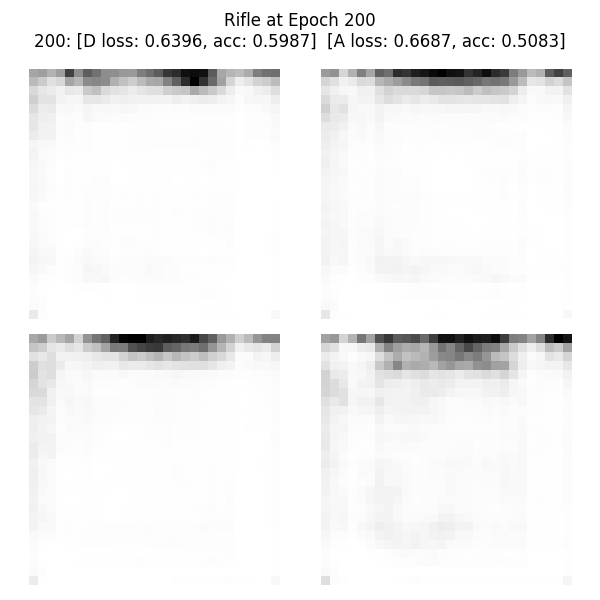 Rifle at Epoch 200
200: [D loss: 0.6396, acc: 0.5987]  [A loss: 0.6687, acc: 0.5083]